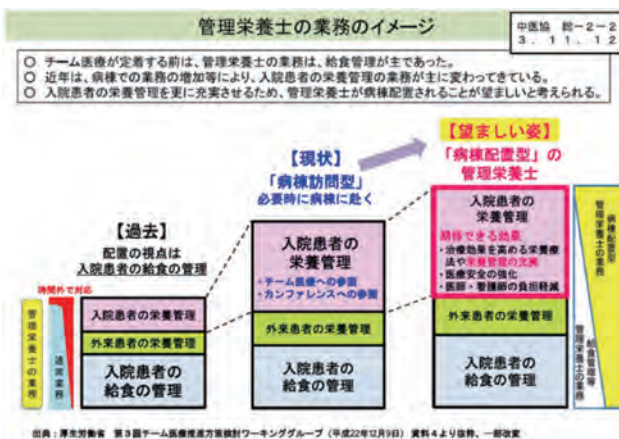 管理栄養士の業務のイメージ
中医協 総－2－2
3．11．12
○ チーム医療が定着する前は、管理栄養士の業務は、給食管理が主であった。
○ 近年は、病棟での業務の増加等により、入院患者の栄養管理の業務が主に変わってきている。
○ 入院患者の栄養管理を更に充実させるため、管理栄養士が病棟配置されることが望ましいと考えられる。
【過去】
配置の視点は
入院患者の給食の管理
時間外で対応
管理栄養士の業務
通常業務
入院患者の栄養管理
外来患者の栄養管理
入院患者の
給食の管理
【現状】
「病棟訪問型」
必要時に病棟に赴く
入院患者の
栄養管理
・チーム医療への参画
・カンファレンスへの参画
外来患者の栄養管理
入院患者の
給食の管理
【望ましい姿】
「病棟配置型」の
管理栄養士
入院患者の
栄養管理
期待できる効果
・治療効果を高める栄養療
法や栄養管理の充実
・医療安全の強化
・医師・看護師の負担軽減
外来患者の栄養管理
入院患者の
給食の管理
病棟配置型
管理栄養士の業務
給食管理等
管理栄養士の業務
出典：厚生労働省 第3回チーム医療推進方策検討ワーキンググループ（平成22年12月9日） 資料4より抜粋、一部改変